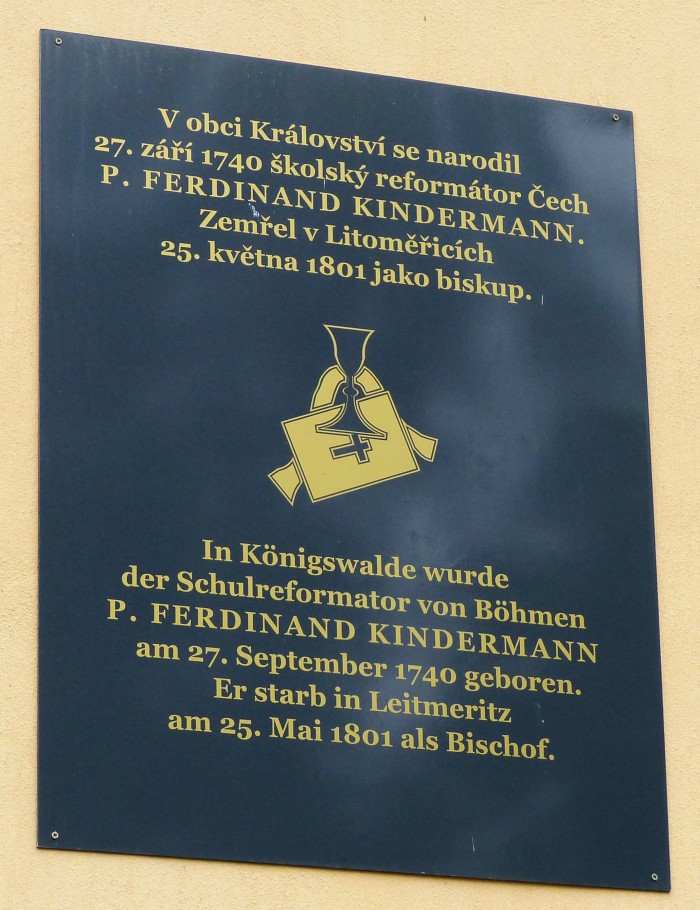 V obci Království se narodil
27. září 1740 školský reformátor Čech
P. FERDINAND KINDERMANN.
Zemřel v Litoměřicích
25. května 1801 jako biskup.
In Königswalde wurde
der Schulreformator von Böhmen
P. FERDINAND KINDERMANN
am 27. September 1740 geboren.
Er starb in Leitmeritz
am 25. Mai 1801 als Bischof.